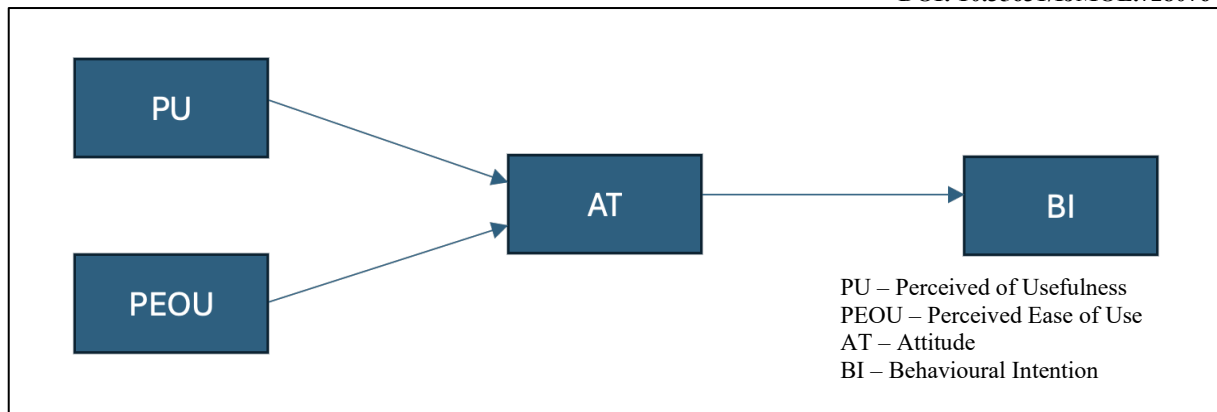 PU
PEOU
AT
BI
PU – Perceived of Usefulness
PEOU – Perceived Ease of Use
AT – Attitude
BI – Behavioural Intention